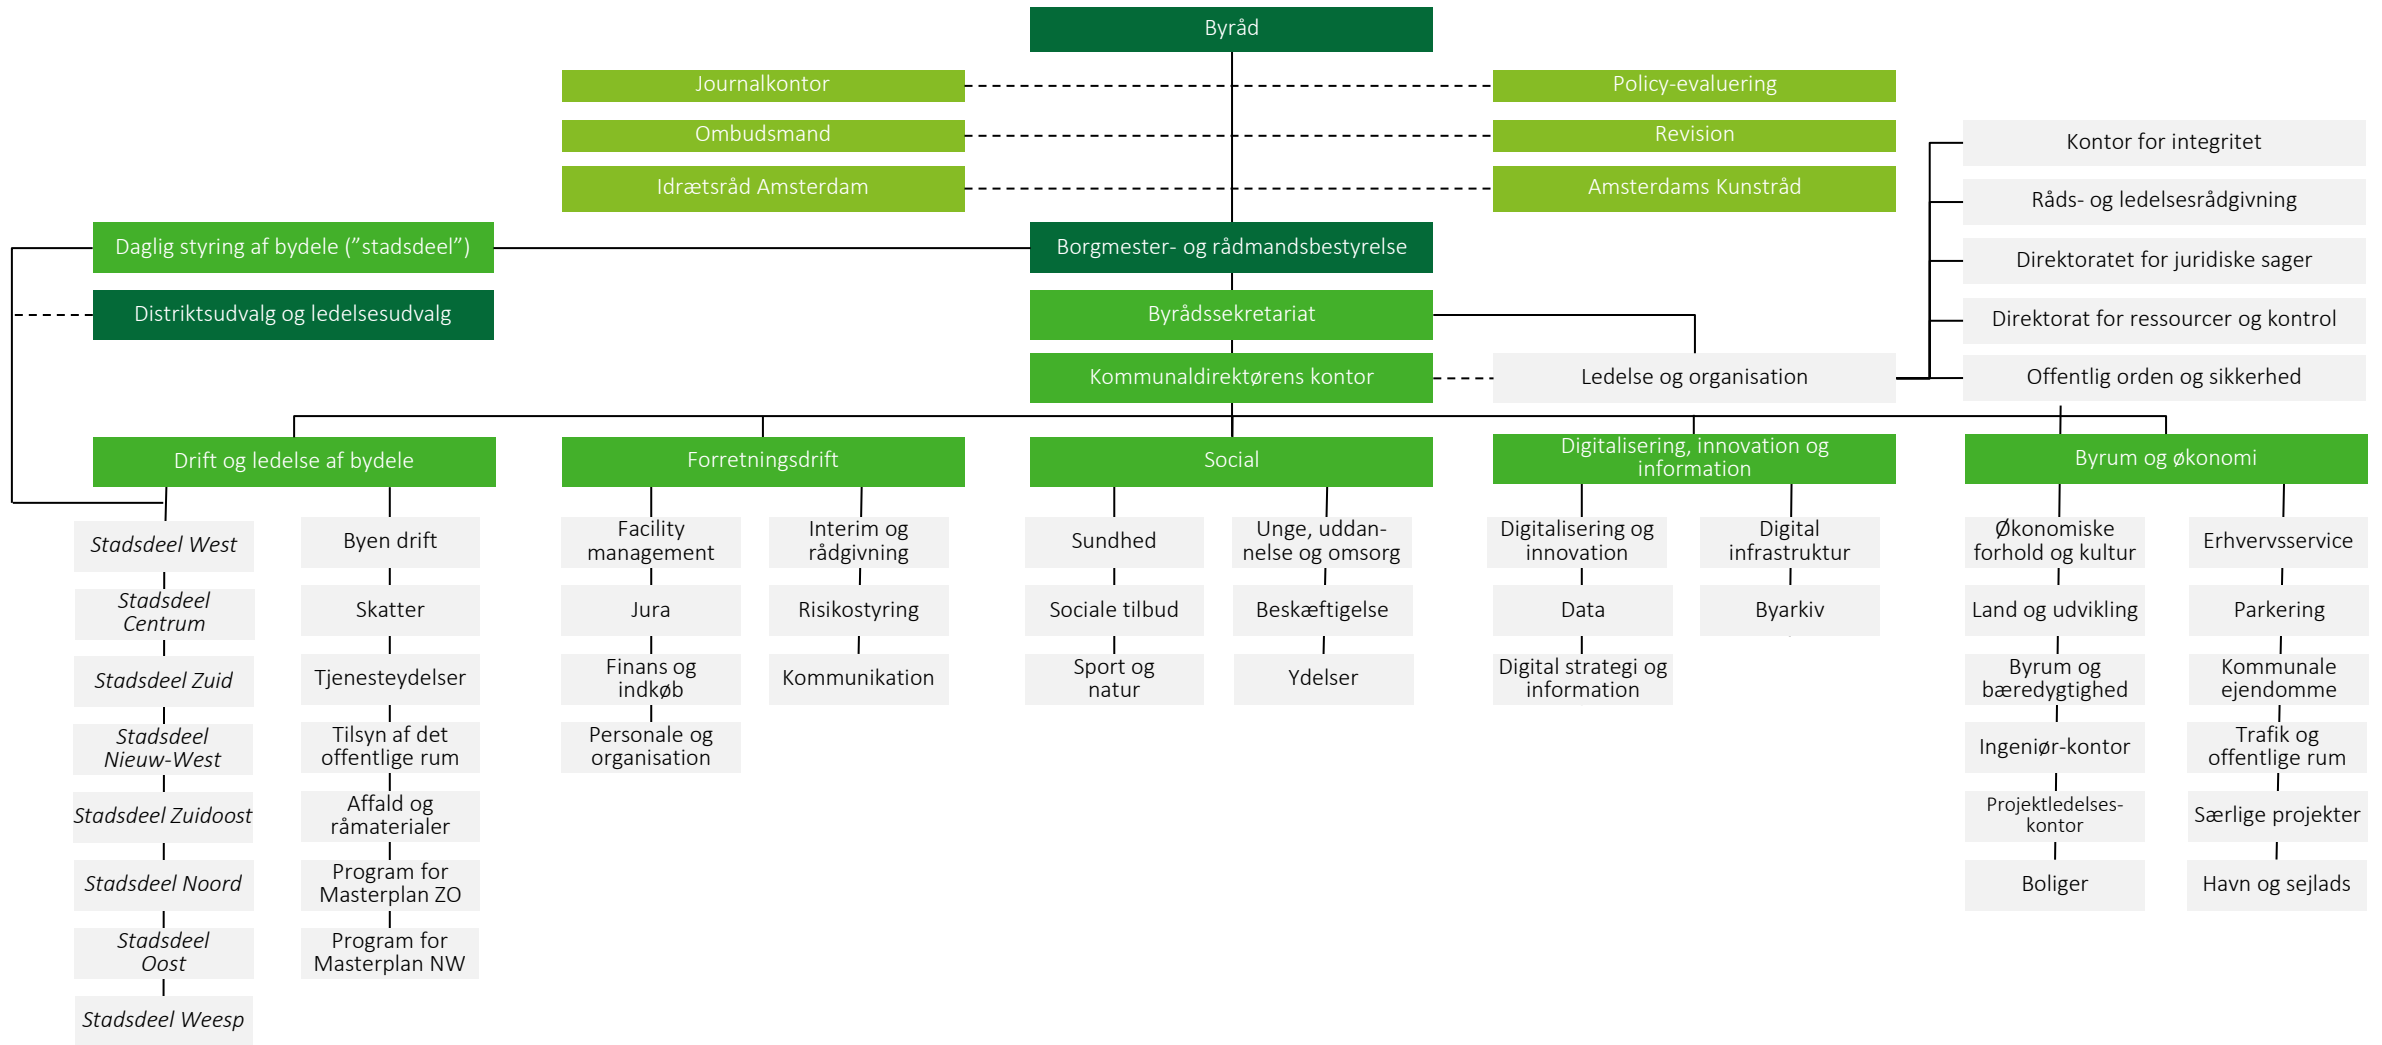 Byråd
Journalkontor
Policy-evaluering
Ombudsmand
Revision
Idrætsråd Amsterdam
Amsterdams Kunstråd
Kontor for integritet
Råds- og ledelsesrådgivning
Direktoratet for juridiske sager
Direktorat for ressourcer og kontrol
Offentlig orden og sikkerhed
Daglig styring af bydele (”stadsdeel”)
Borgmester- og rådmandsbestyrelse
Distriktsudvalg og ledelsesudvalg
Byrådssekretariat
Kommunaldirektørens kontor
Ledelse og organisation
Drift og ledelse af bydele
Forretningsdrift
Social
Digitalisering, innovation og
information
Byrum og økonomi
Stadsdeel West
Stadsdeel
Centrum
Stadsdeel Zuid
Stadsdeel
Nieuw-West
Stadsdeel Zuidoost
Stadsdeel Noord
Stadsdeel
Oost
Stadsdeel Weesp
Byen drift
Skatter
Tjenesteydelser
Tilsyn af det
offentlige rum
Affald og
råmaterialer
Program for
Masterplan ZO
Program for
Masterplan NW
Facility
management
Jura
Finans og
indkøb
Personale og
organisation
Interim og
rådgivning
Risikostyring
Kommunikation
Sundhed
Sociale tilbud
Sport og
natur
Unge, uddan-
nelse og omsorg
Beskæftigelse
Ydelser
Digitalisering og
innovation
Data
Digital strategi og
information
Digital
infrastruktur
Byarkiv
Økonomiske
forhold og kultur
Land og udvikling
Byrum og
bæredygtighed
Ingeniør-kontor
Projektledelses-
kontor
Boliger
Erhvervsservice
Parkering
Kommunale
ejendomme
Trafik og
offentlige rum
Særlige projekter
Havn og sejlads